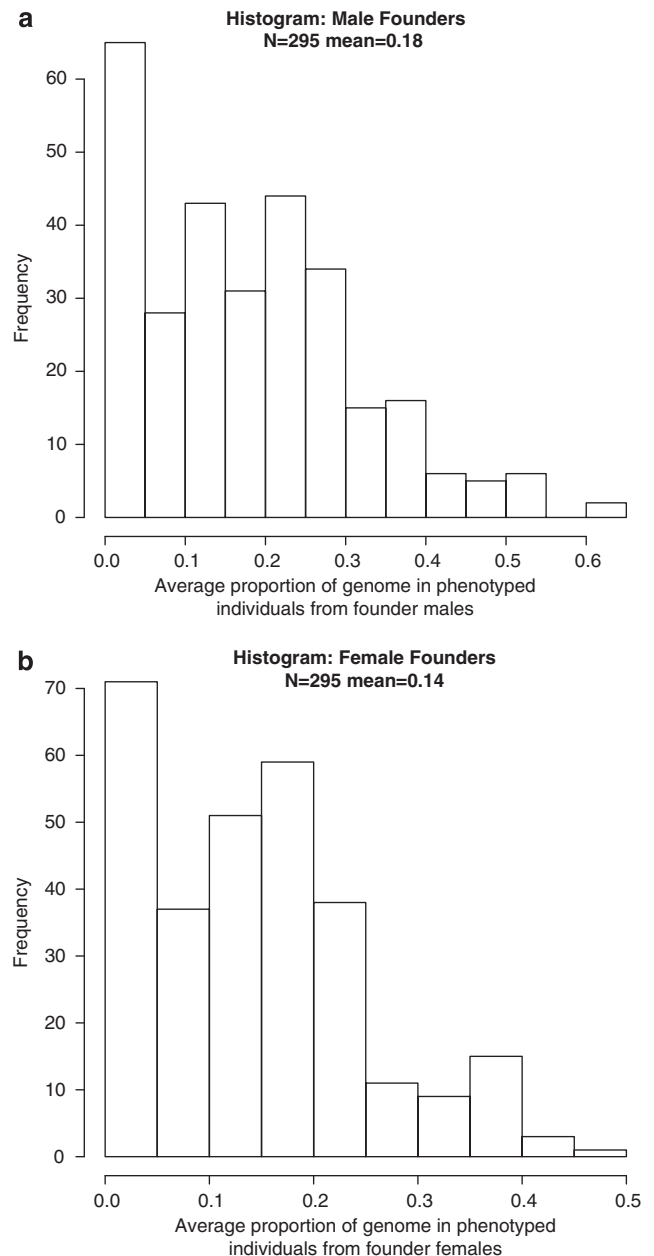 a
Histogram: Male Founders
N=295 mean=0.18
60
50
40
30
20
10
0
Frequency
0.0 0.1 0.2 0.3 0.4 0.5 0.6
Average proportion of genome in phenotyped
individuals from founder males
b
Histogram: Female Founders
N=295 mean=0.14
70
60
50
40
30
20
10
0
Frequency
0.0 0.1 0.2 0.3 0.4 0.5
Average proportion of genome in phenotyped
individuals from founder females